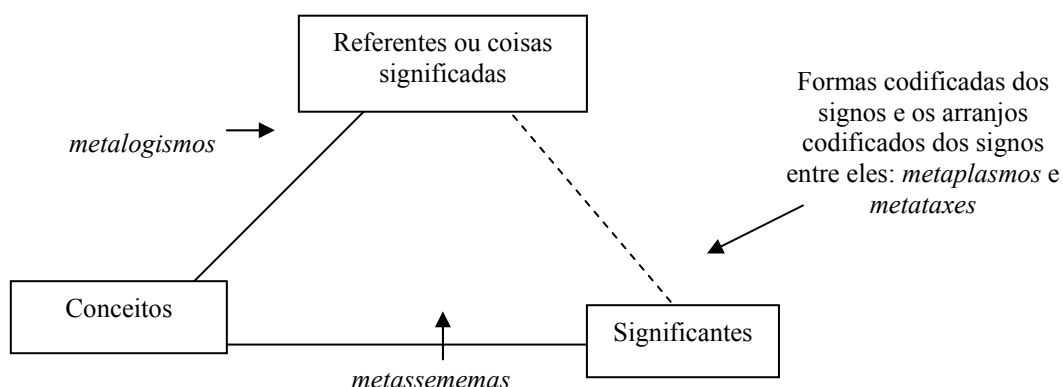 Referentes ou coisas
significadas
Formas codificadas dos
signos e os arranjos
codificados dos signos
entre eles: metaplasmos e
metataxes
metalogismos
Conceitos
Significantes
metassememas